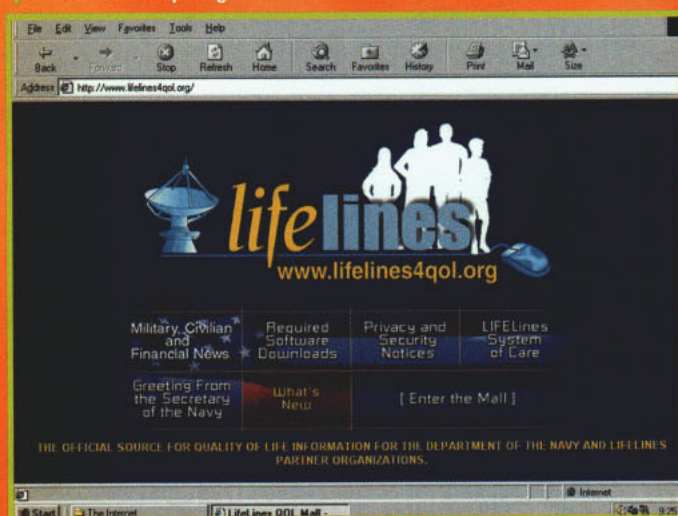 File Edit View Favorites Tools Help
Back Forward Stop Refresh Home Search Favorites History Print Mail Size
Address http://www.lifelines4qol.org/
lifelines
www.lifelines4qol.org
Military, Civilian
and
Financial News
Required
Software
Downloads
Privacy and
Security
Notices
LIFELines
System
of Care
Greeting From
the Secretary
of the Navy
What's
New
[ Enter the Mall ]
THE OFFICIAL SOURCE FOR QUALITY OF LIFE INFORMATION FOR THE DEPARTMENT OF THE NAVY AND LIFELINES
PARTNER ORGANIZATIONS.
Internet
Start The Internet LifeLines QOL Mall - 9:25